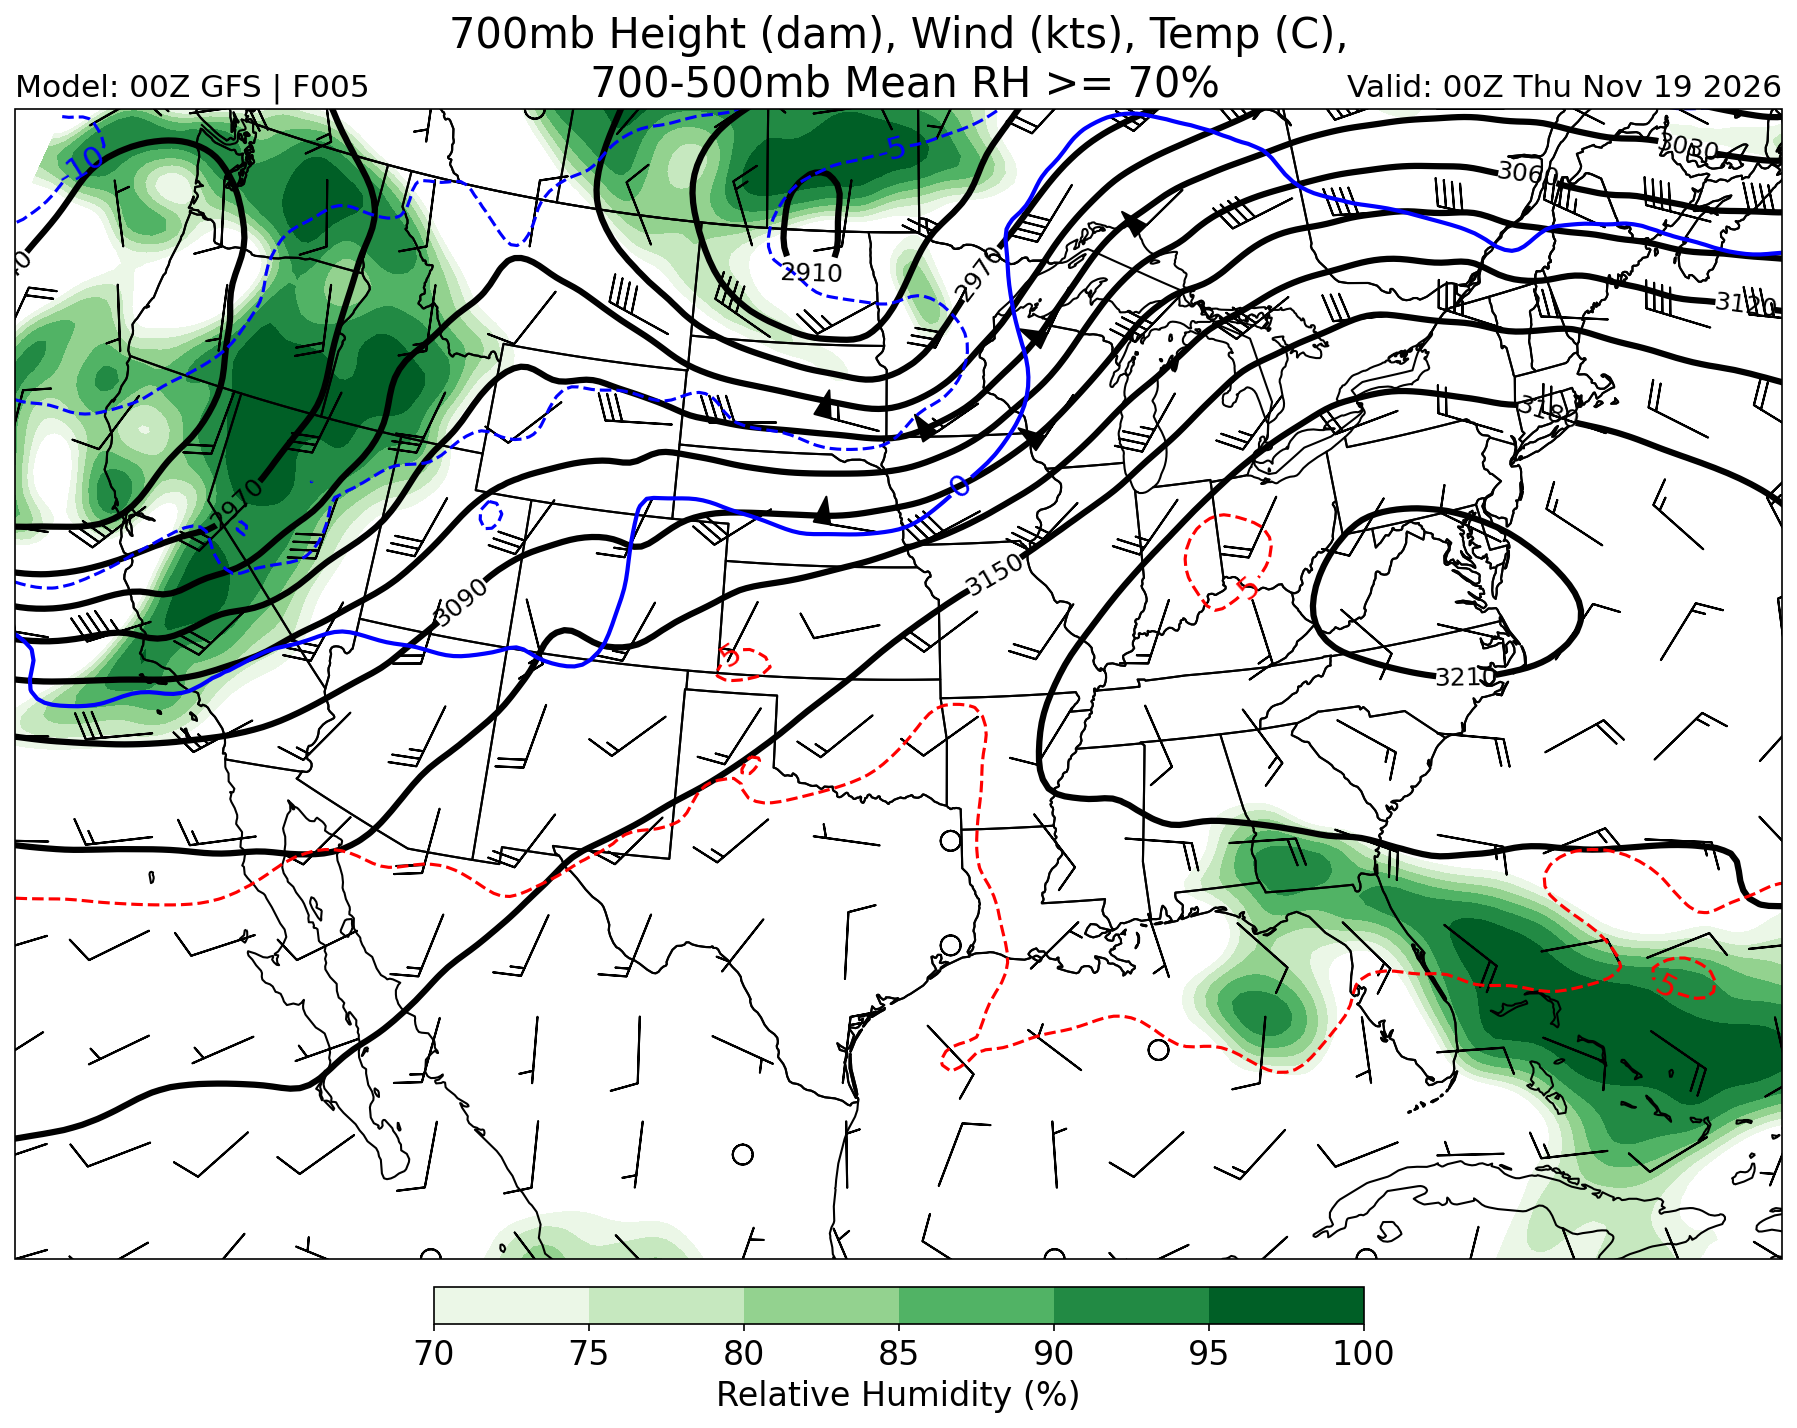 700mb Height (dam), Wind (kts), Temp (C),
700-500mb Mean RH >= 70%
Model: 00Z GFS | F005
Valid: 00Z Thu Nov 19 2026
-10
-5
3030
3060
2910
2970
3120
3180
2970
0
3090
3150
5
5
3210
5
70 75 80 85 90 95 100
Relative Humidity (%)